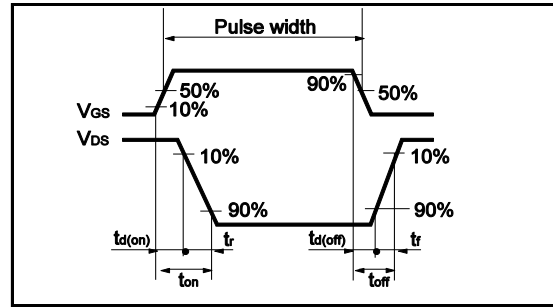 Pulse width
90%
50%
50%
VGS
10%
VDS
10%
10%
90%
90%
td(on)
tr
td(off)
tf
ton
toff